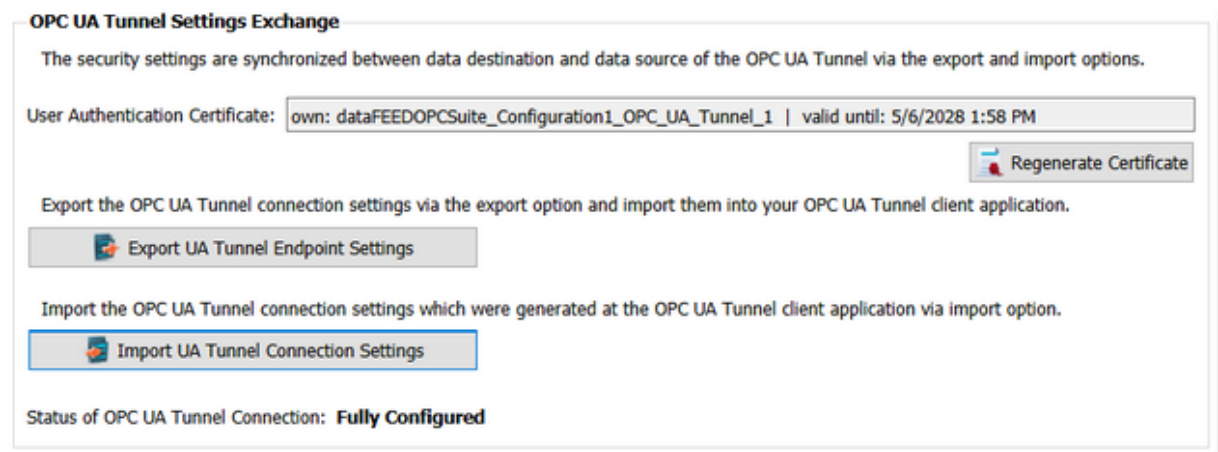 OPC UA Tunnel Settings Exchange
The security settings are synchronized between data destination and data source of the OPC UA Tunnel via the export and import options.
User Authentication Certificate: own: dataFEEDOPCSuite_Configuration1_OPC_UA_Tunnel_1 | valid until: 5/6/2028 1:58 PM
Regenerate Certificate
Export the OPC UA Tunnel connection settings via the export option and import them into your OPC UA Tunnel client application.
Export UA Tunnel Endpoint Settings
Import the OPC UA Tunnel connection settings which were generated at the OPC UA Tunnel client application via import option.
Import UA Tunnel Connection Settings
Status of OPC UA Tunnel Connection: Fully Configured